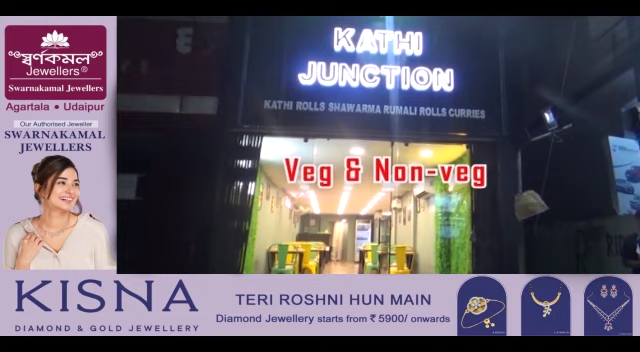 স্বর্ণকমল
Jewellers®
Swarnakamal Jewellers
Agartala • Udaipur
Our Authorised Jeweller
SWARNAKAMAL
JEWELLERS
KATHI
JUNCTION
KATHI ROLLS SHAWARMA RUMALI ROLLS CURRIES
Veg & Non-veg
KISNA
DIAMOND & GOLD JEWELLERY
TERI ROSHNI HUN MAIN
Diamond Jewellery starts from ₹ 5900/ onwards